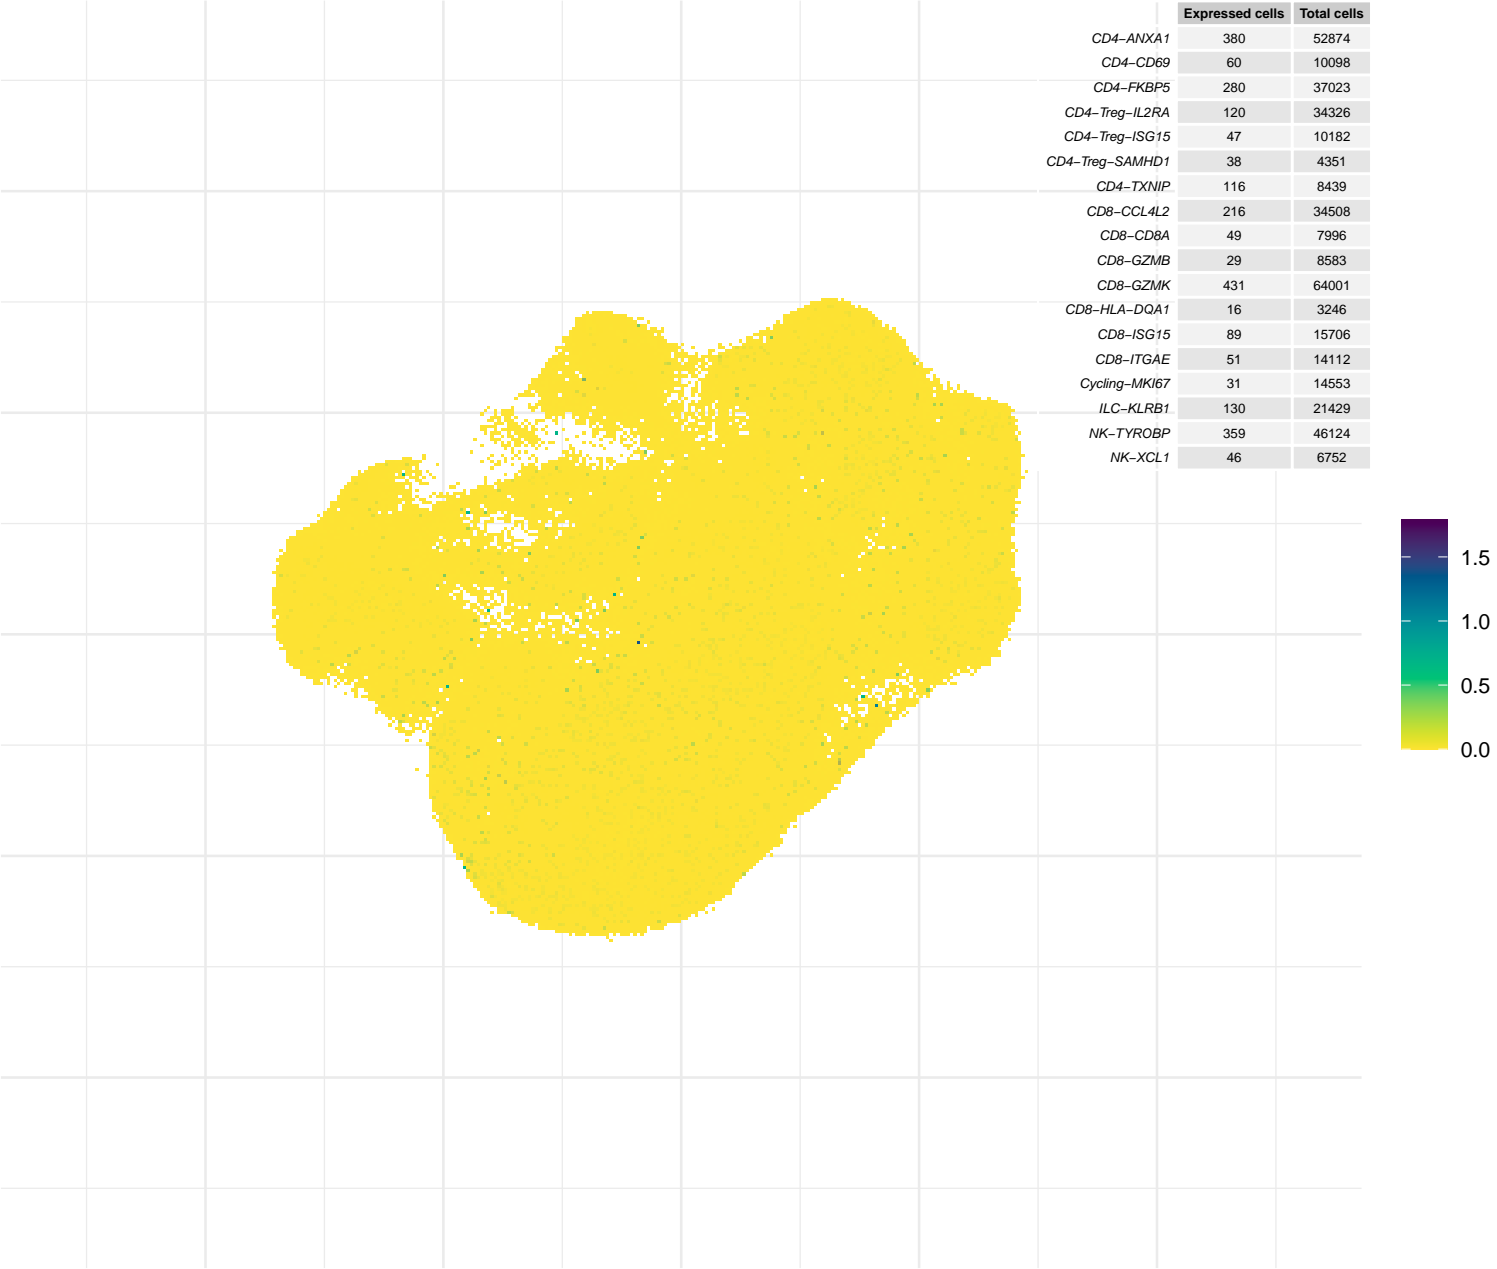 Expressed cells Total cells
CD4−ANXA1 380 52874
CD4−CD69 60 10098
CD4−FKBP5 280 37023
CD4−Treg−IL2RA 120 34326
CD4−Treg−ISG15 47 10182
CD4−Treg−SAMHD1 38 4351
CD4−TXNIP 116 8439
CD8−CCL4L2 216 34508
CD8−CD8A 49 7996
CD8−GZMB 29 8583
CD8−GZMK 431 64001
CD8−HLA−DQA1 16 3246
CD8−ISG15 89 15706
CD8−ITGAE 51 14112
Cycling−MKI67 31 14553
ILC−KLRB1 130 21429
NK−TYROBP 359 46124
NK−XCL1 46 6752
1.5
1.0
0.5
0.0